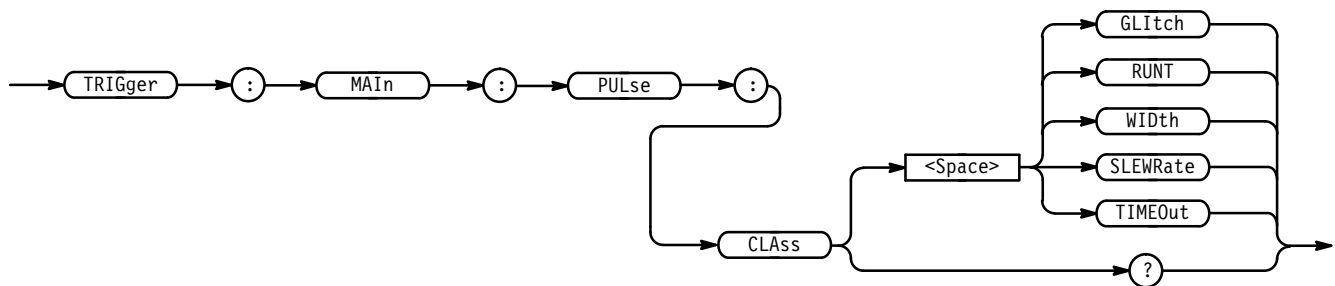 TRIGger : MAIn : PULse :
CLAss
<Space>
GLItch
RUNT
WIDth
SLEWRate
TIMEOut
?